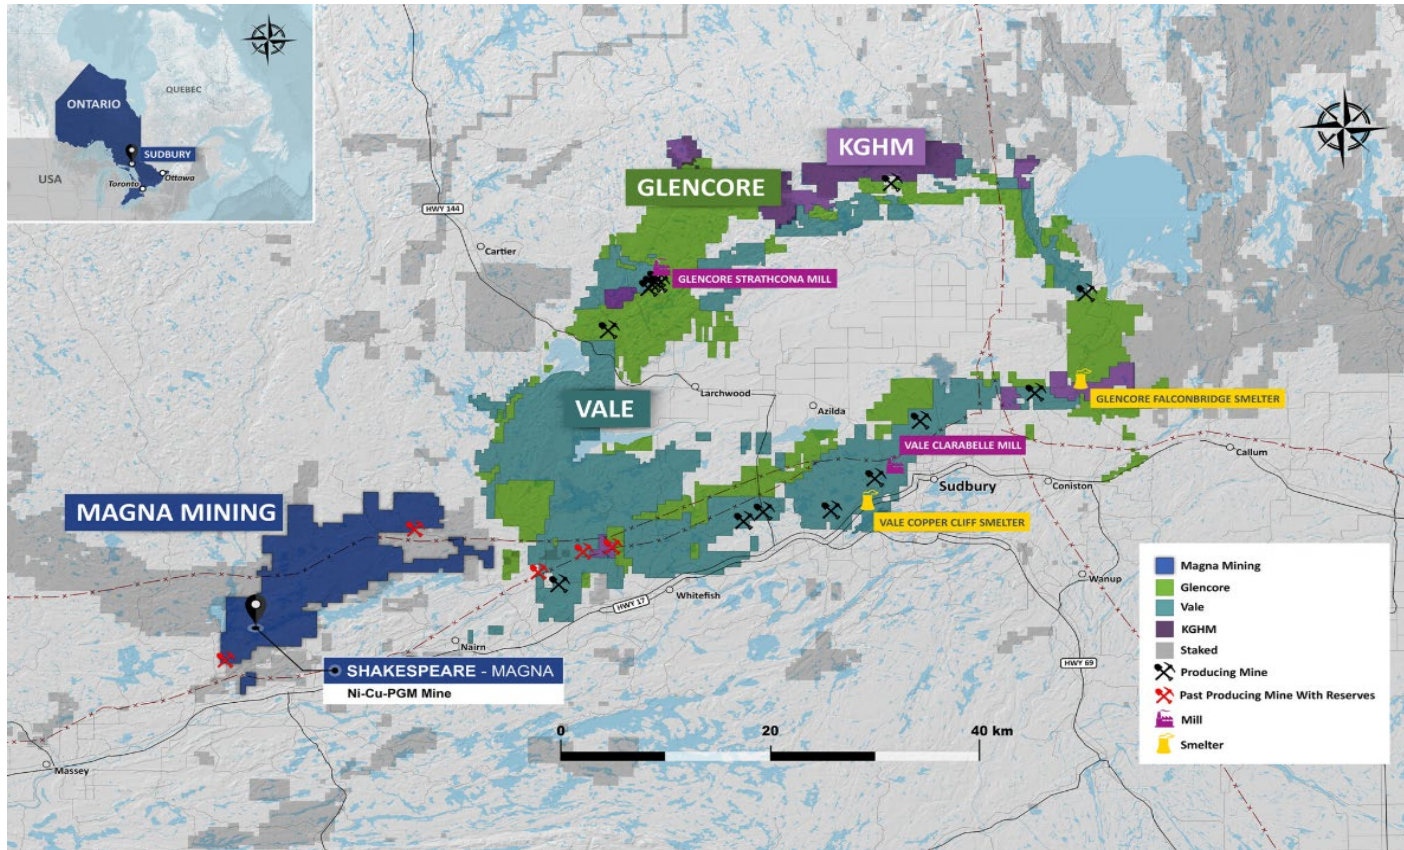 ONTARIO
QUEBEC
SUDBURY
USA
Toronto
Ottawa
HWY 144
Cartier
KGHM
GLENCORE
GLENCORE STRATHCONA MILL
Larchwood
VALE
Azilda
GLENCORE FALCONBRIDGE SMELTER
VALE CLARABELLE MILL
Callum
Sudbury
Coniston
MAGNA MINING
VALE COPPER CLIFF SMELTER
Wanup
Whitefish
HWY 17
Nairn
HWY 69
SHAKESPEARE - MAGNA
Ni-Cu-PGM Mine
Massey
0 20 40 km
Magna Mining
Glencore
Vale
KGHM
Staked
Producing Mine
Past Producing Mine With Reserves
Mill
Smelter